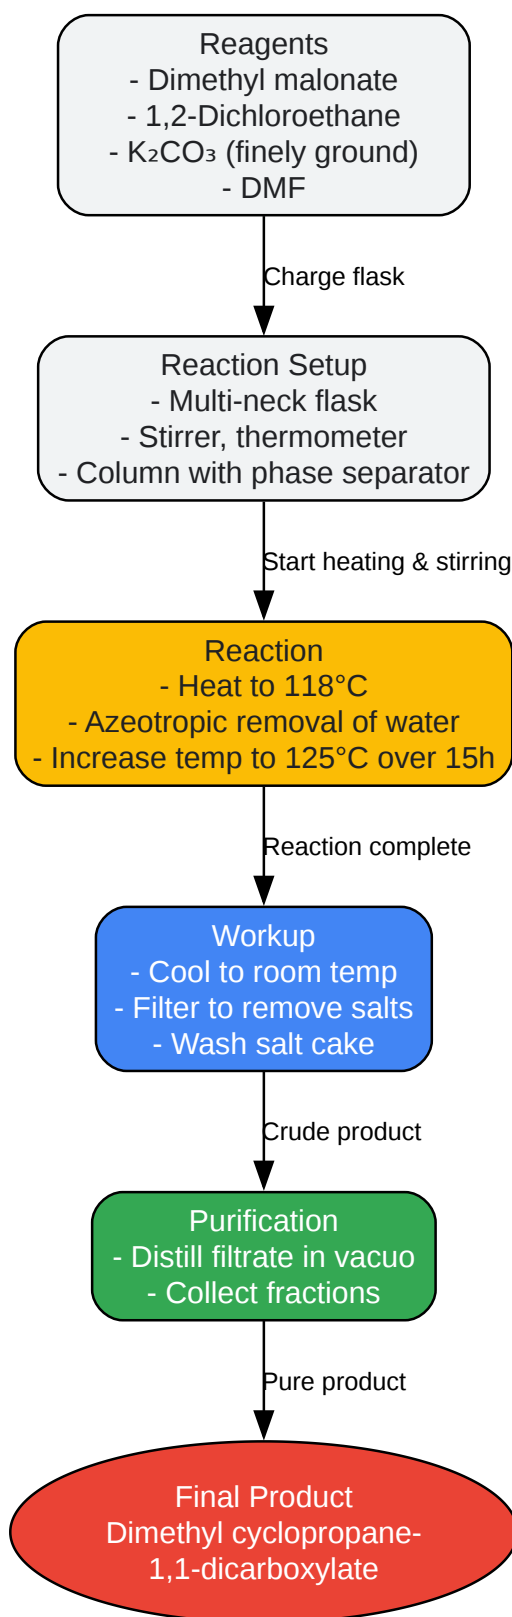 Reagents
- Dimethyl malonate
- 1,2-Dichloroethane
- K₂CO₃ (finely ground)
- DMF
Charge flask
Reaction Setup
- Multi-neck flask
- Stirrer, thermometer
- Column with phase separator
Start heating & stirring
Reaction
- Heat to 118°C
- Azeotropic removal of water
- Increase temp to 125°C over 15h
Reaction complete
Workup
- Cool to room temp
- Filter to remove salts
- Wash salt cake
Crude product
Purification
- Distill filtrate in vacuo
- Collect fractions
Pure product
Final Product
Dimethyl cyclopropane-
1,1-dicarboxylate